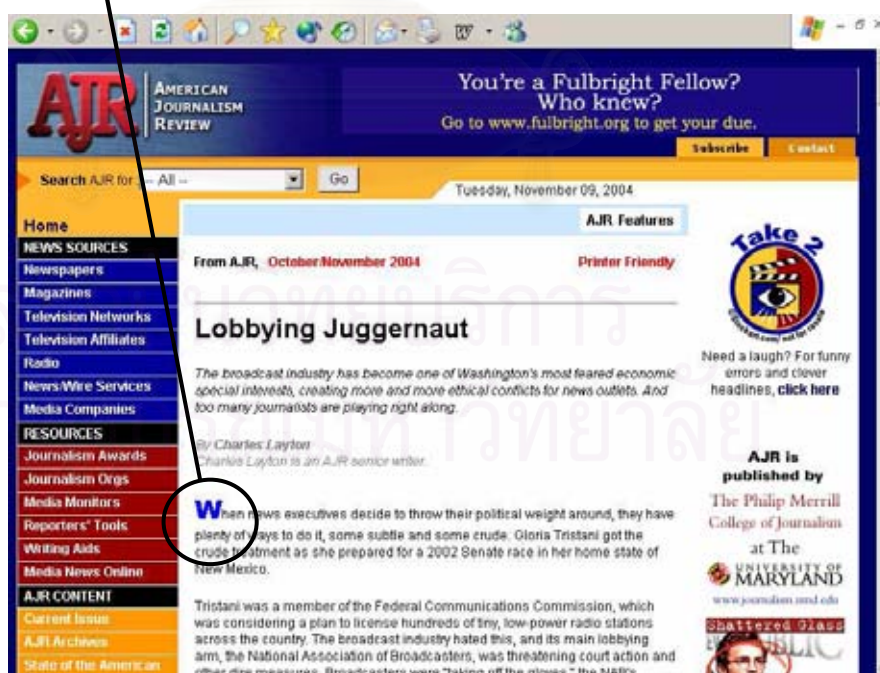 AJR
AMERICAN
JOURNALISM
REVIEW
You're a Fulbright Fellow?
Who knew?
Go to www.fulbright.org to get your due.
Subscribe
Contact
Search AJR for : -- All --
Go
Tuesday, November 09, 2004
Home
NEWS SOURCES
Newspapers
Magazines
Television Networks
Television Affiliates
Radio
News/Wire Services
Media Companies
RESOURCES
Journalism Awards
Journalism Orgs
Media Monitors
Reporters' Tools
Writing Aids
Media News Online
AJR CONTENT
Current Issue
AJR Archives
State of the American
AJR Features
From AJR, October/November 2004
Printer Friendly
Lobbying Juggernaut
The broadcast industry has become one of Washington's most feared economic
special interests, creating more and more ethical conflicts for news outlets. And
too many journalists are playing right along.
By Charles Layton
Charles Layton is an AJR senior writer.
When news executives decide to throw their political weight around, they have
plenty of ways to do it, some subtle and some crude. Gloria Tristani got the
crude treatment as she prepared for a 2002 Senate race in her home state of
New Mexico.
Tristani was a member of the Federal Communications Commission, which
was considering a plan to license hundreds of tiny, low-power radio stations
across the country. The broadcast industry hated this, and its main lobbying
arm, the National Association of Broadcasters, was threatening court action and
other dire measures. Broadcasters were "taking off the gloves," the NAB's
Take 2
Need a laugh? For funny
errors and clever
headlines, click here
AJR is
published by
The Philip Merrill
College of Journalism
at The
UNIVERSITY OF
MARYLAND
www.journalism.umd.edu
Shattered Glass